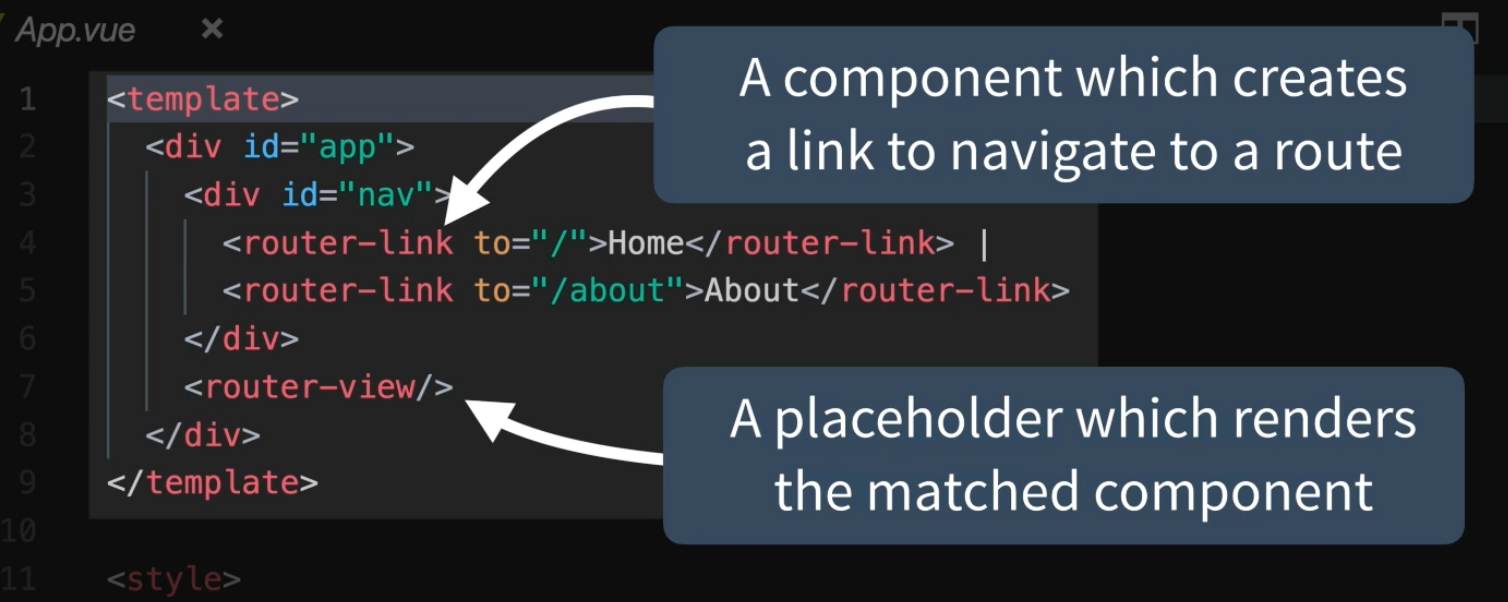 App.vue ×
1 <template>
2 <div id="app">
3 <div id="nav">
4 <router-link to="/">Home</router-link> |
5 <router-link to="/about">About</router-link>
6 </div>
7 <router-view/>
8 </div>
9 </template>
10
11 <style>
A component which creates
a link to navigate to a route
A placeholder which renders
the matched component